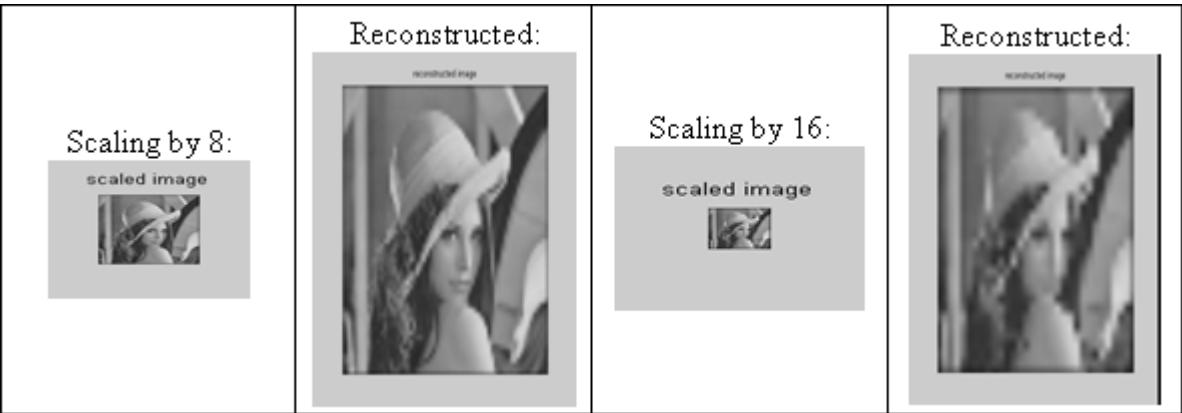 Scaling by 8:
scaled image
Reconstructed:
reconstructed image
Scaling by 16:
scaled image
Reconstructed:
reconstructed image